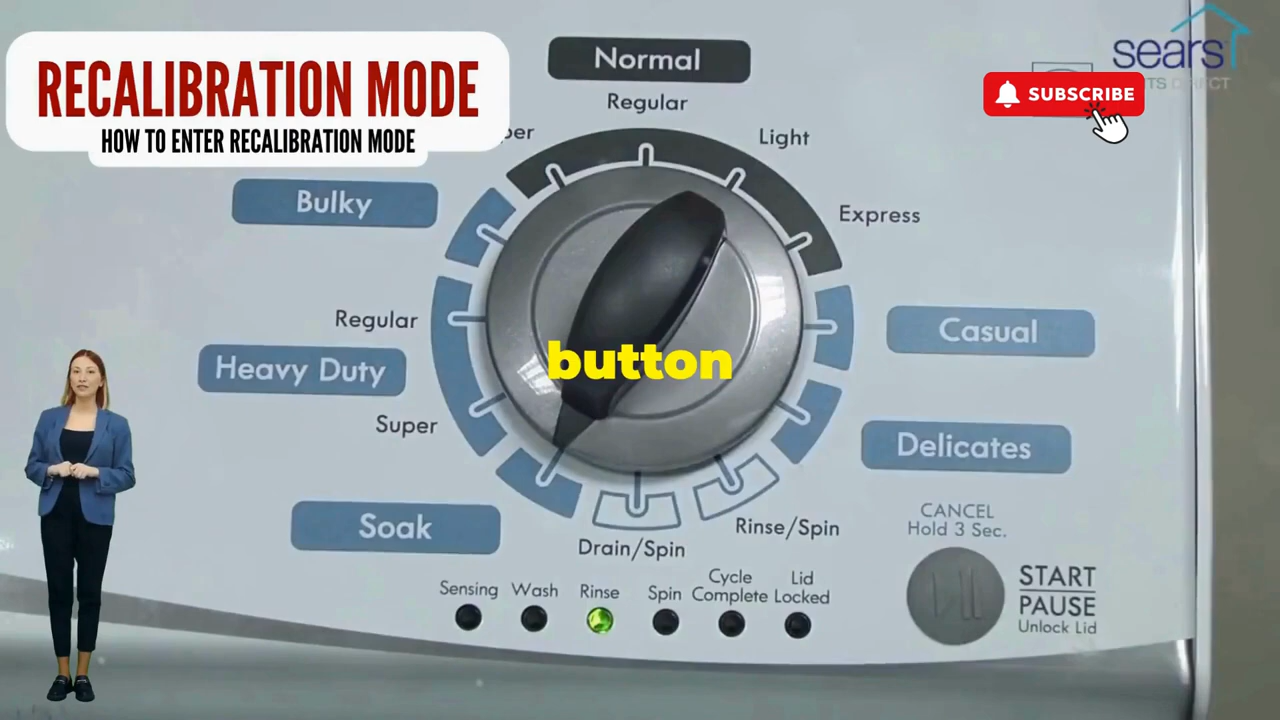 RECALIBRATION MODE
HOW TO ENTER RECALIBRATION MODE
sears
SUBSCRIBE
Normal
Regular
Light
Express
Bulky
Regular
Heavy Duty
Super
Casual
Delicates
button
Soak
Drain/Spin
Rinse/Spin
CANCEL
Hold 3 Sec.
Sensing
Wash
Rinse
Spin
Cycle
Complete
Lid
Locked
START
PAUSE
Unlock Lid